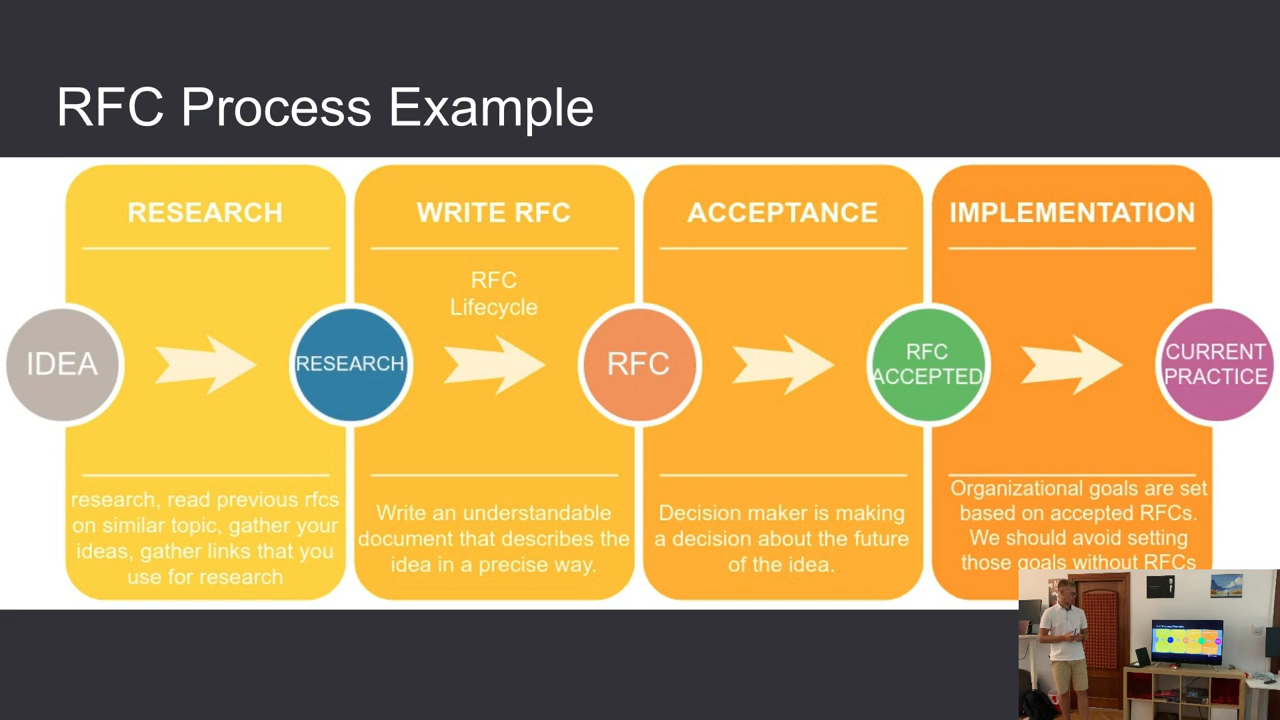 RFC Process Example
RESEARCH
WRITE RFC
ACCEPTANCE
IMPLEMENTATION
RFC
Lifecycle
IDEA
RESEARCH
RFC
RFC
ACCEPTED
CURRENT
PRACTICE
research, read previous rfcs
on similar topic, gather your
ideas, gather links that you
use for research
Write an understandable
document that describes the
idea in a precise way.
Decision maker is making
a decision about the future
of the idea.
Organizational goals are set
based on accepted RFCs.
We should avoid setting
those goals without RFCs